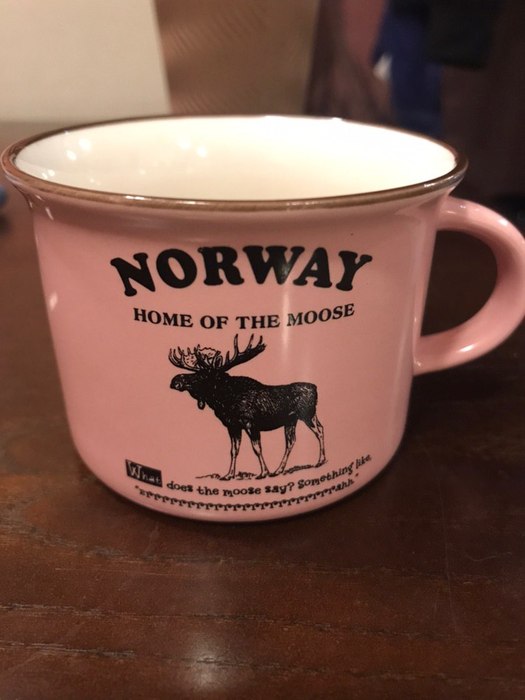 NORWAY
HOME OF THE MOOSE
What does the moose say? Something like,